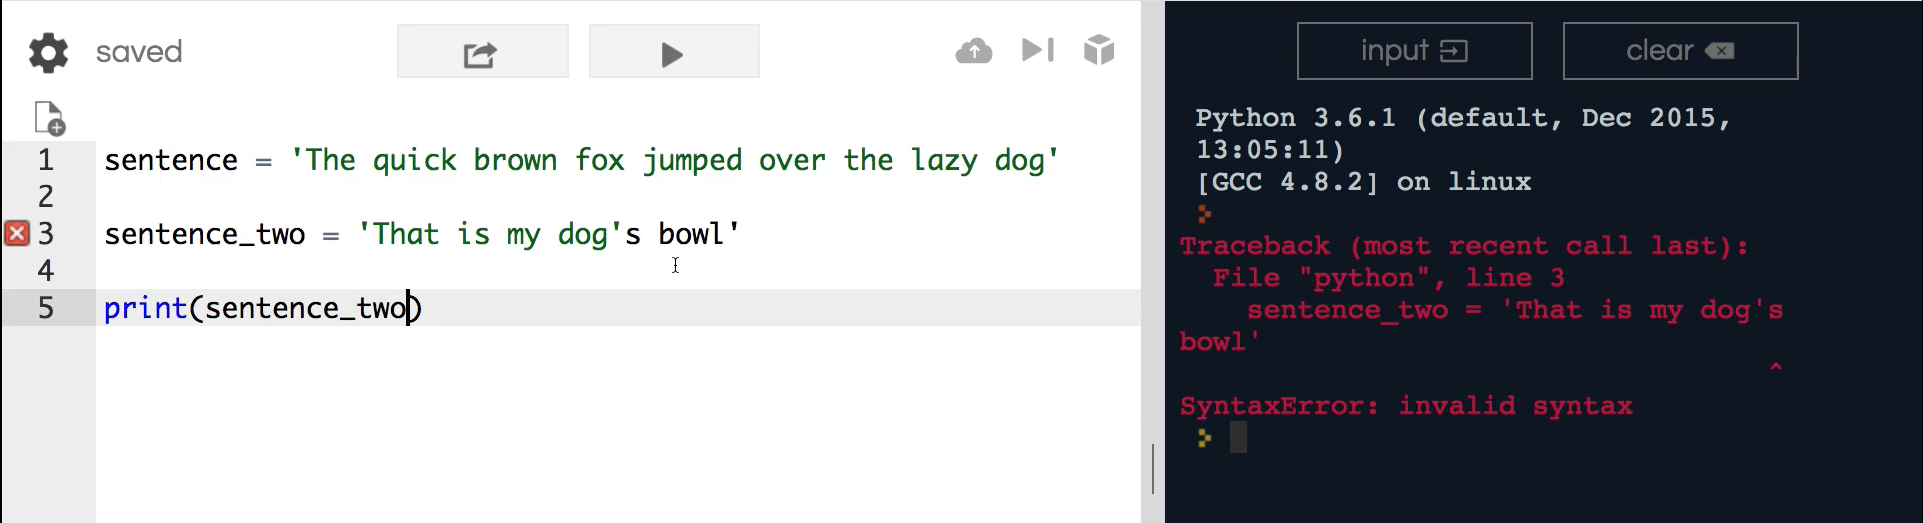 saved
input
clear
1 sentence = 'The quick brown fox jumped over the lazy dog'
2
3 sentence_two = 'That is my dog's bowl'
4
5 print(sentence_two)
Python 3.6.1 (default, Dec 2015,
13:05:11)
[GCC 4.8.2] on linux
Traceback (most recent call last):
  File "python", line 3
    sentence_two = 'That is my dog's
bowl'
^
SyntaxError: invalid syntax